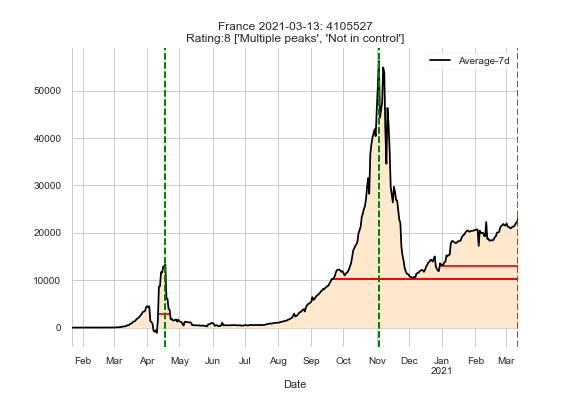 France 2021-03-13: 4105527
Rating:8 ['Multiple peaks', 'Not in control']
Average-7d
50000
40000
30000
20000
10000
0
Feb Mar Apr May Jun Jul Aug Sep Oct Nov Dec Jan Feb Mar
2021
Date